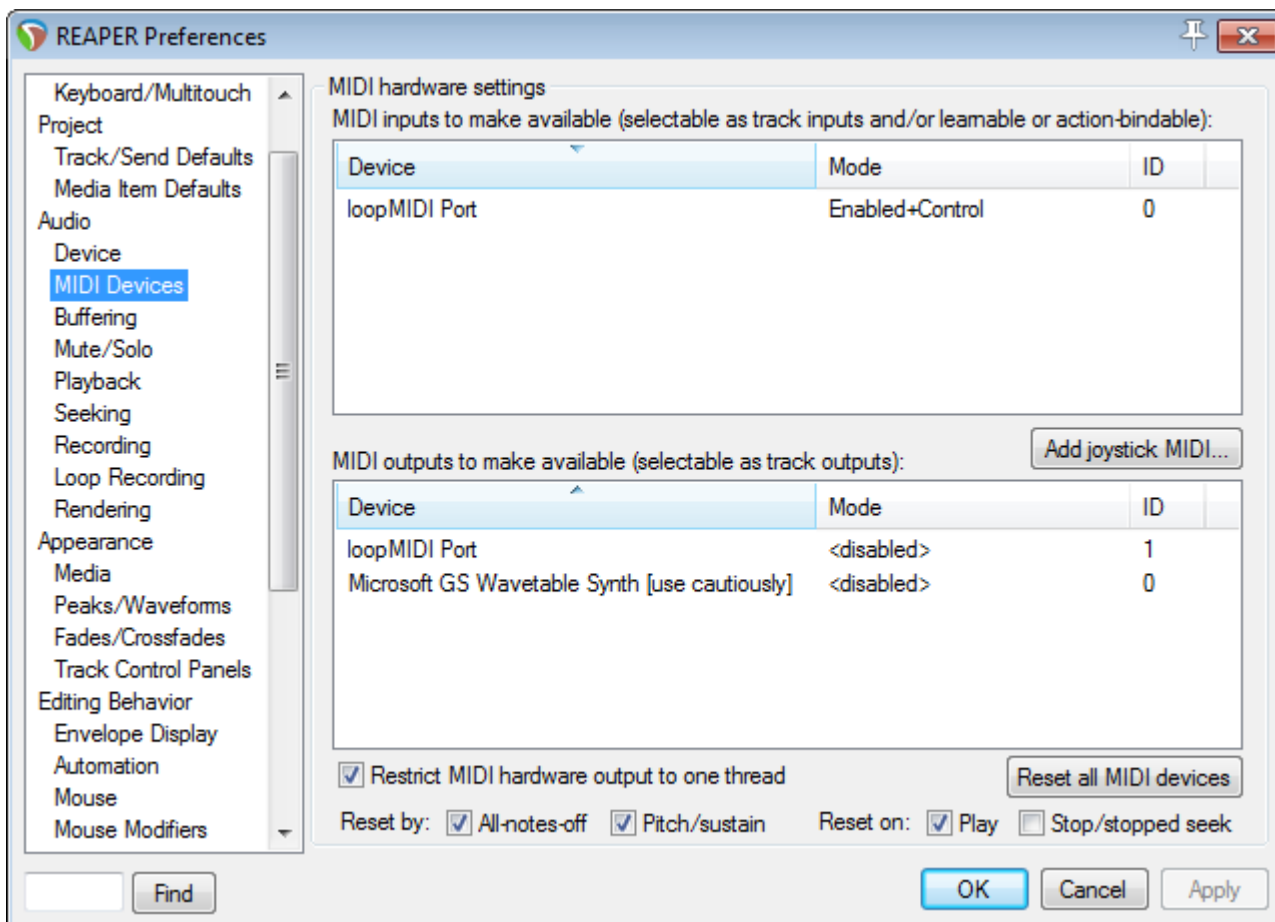 REAPER Preferences
Keyboard/Multitouch
Project
Track/Send Defaults
Media Item Defaults
Audio
Device
MIDI Devices
Buffering
Mute/Solo
Playback
Seeking
Recording
Loop Recording
Rendering
Appearance
Media
Peaks/Waveforms
Fades/Crossfades
Track Control Panels
Editing Behavior
Envelope Display
Automation
Mouse
Mouse Modifiers
Find
MIDI hardware settings
MIDI inputs to make available (selectable as track inputs and/or learnable or action-bindable):
Device Mode ID
loopMIDI Port Enabled+Control 0
Add joystick MIDI...
MIDI outputs to make available (selectable as track outputs):
Device Mode ID
loopMIDI Port <disabled> 1
Microsoft GS Wavetable Synth [use cautiously] <disabled> 0
Restrict MIDI hardware output to one thread
Reset all MIDI devices
Reset by: All-notes-off Pitch/sustain Reset on: Play Stop/stopped seek
OK Cancel Apply